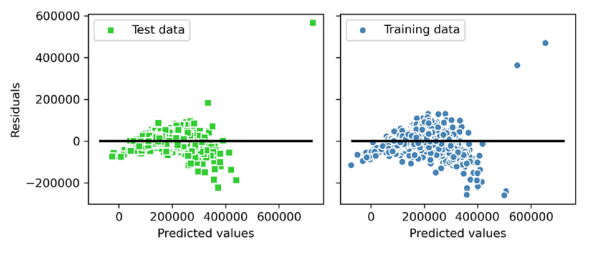 Test data
Training data
600000
400000
200000
0
−200000
Residuals
0 200000 400000 600000
0 200000 400000 600000
Predicted values
Predicted values